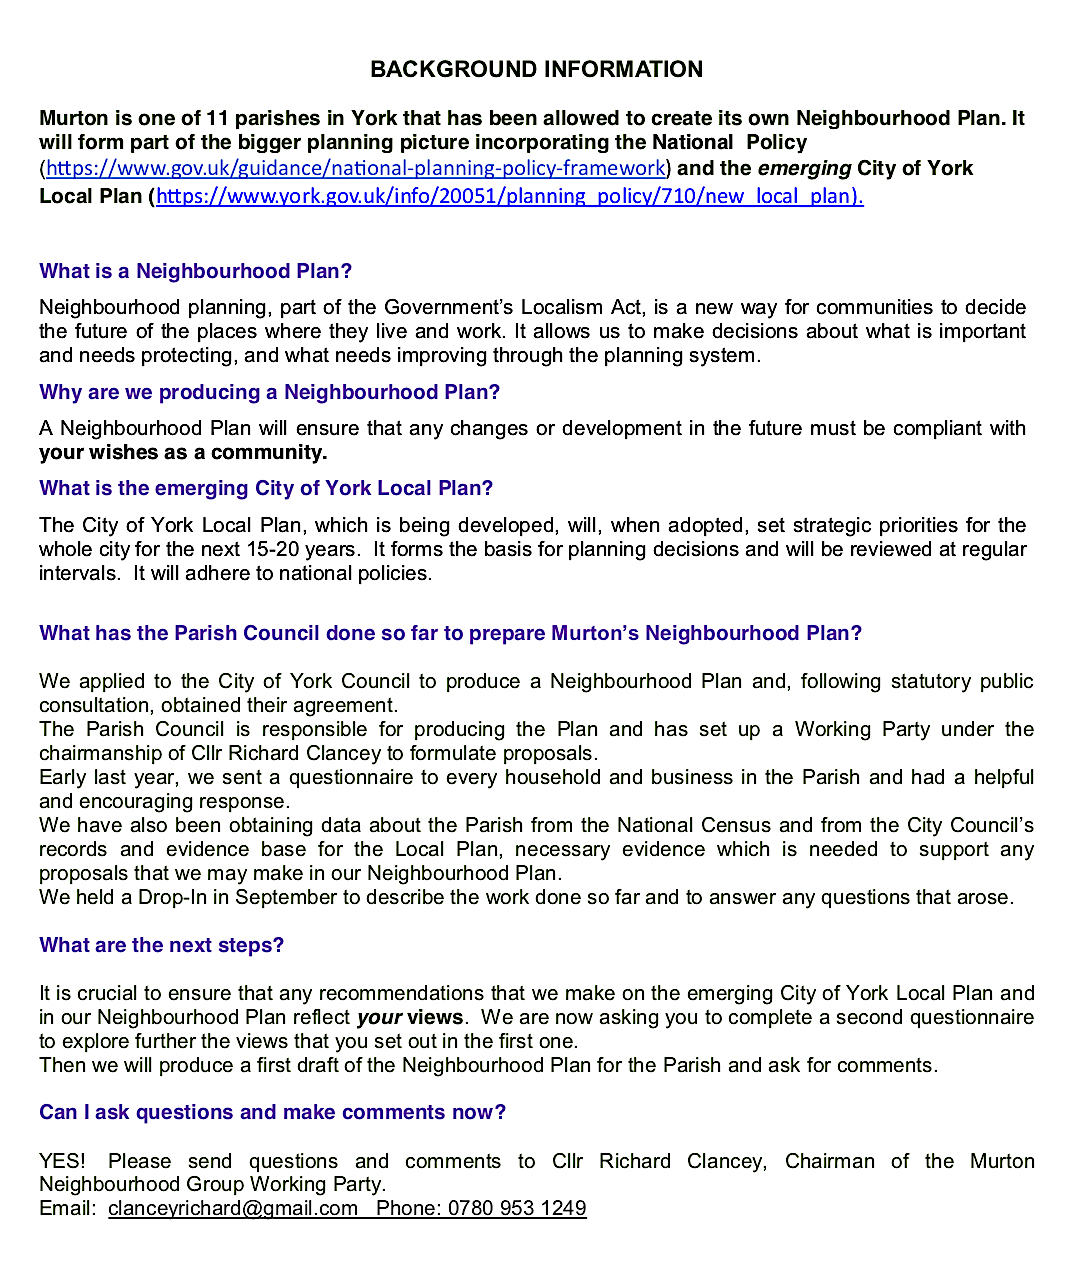 BACKGROUND INFORMATION
Murton is one of 11 parishes in York that has been allowed to create its own Neighbourhood Plan. It
will form part of the bigger planning picture incorporating the National  Policy
(https://www.gov.uk/guidance/national-planning-policy-framework) and the emerging City of York
Local Plan (https://www.york.gov.uk/info/20051/planning_policy/710/new_local_plan).
What is a Neighbourhood Plan?
Neighbourhood planning, part of the Government’s Localism Act, is a new way for communities to decide
the future of the places where they live and work. It allows us to make decisions about what is important
and needs protecting, and what needs improving through the planning system.
Why are we producing a Neighbourhood Plan?
A Neighbourhood Plan will ensure that any changes or development in the future must be compliant with
your wishes as a community.
What is the emerging City of York Local Plan?
The City of York Local Plan, which is being developed, will, when adopted, set strategic priorities for the
whole city for the next 15-20 years.  It forms the basis for planning decisions and will be reviewed at regular
intervals.  It will adhere to national policies.
What has the Parish Council done so far to prepare Murton’s Neighbourhood Plan?
We applied to the City of York Council to produce a Neighbourhood Plan and, following statutory public
consultation, obtained their agreement.
The Parish Council is responsible for producing the Plan and has set up a Working Party under the
chairmanship of Cllr Richard Clancey to formulate proposals.
Early last year, we sent a questionnaire to every household and business in the Parish and had a helpful
and encouraging response.
We have also been obtaining data about the Parish from the National Census and from the City Council’s
records and evidence base for the Local Plan, necessary evidence which is needed to support any
proposals that we may make in our Neighbourhood Plan.
We held a Drop-In in September to describe the work done so far and to answer any questions that arose.
What are the next steps?
It is crucial to ensure that any recommendations that we make on the emerging City of York Local Plan and
in our Neighbourhood Plan reflect your views.  We are now asking you to complete a second questionnaire
to explore further the views that you set out in the first one.
Then we will produce a first draft of the Neighbourhood Plan for the Parish and ask for comments.
Can I ask questions and make comments now?
YES!  Please send questions and comments to Cllr Richard Clancey, Chairman of the Murton
Neighbourhood Group Working Party.
Email:  clanceyrichard@gmail.com   Phone: 0780 953 1249